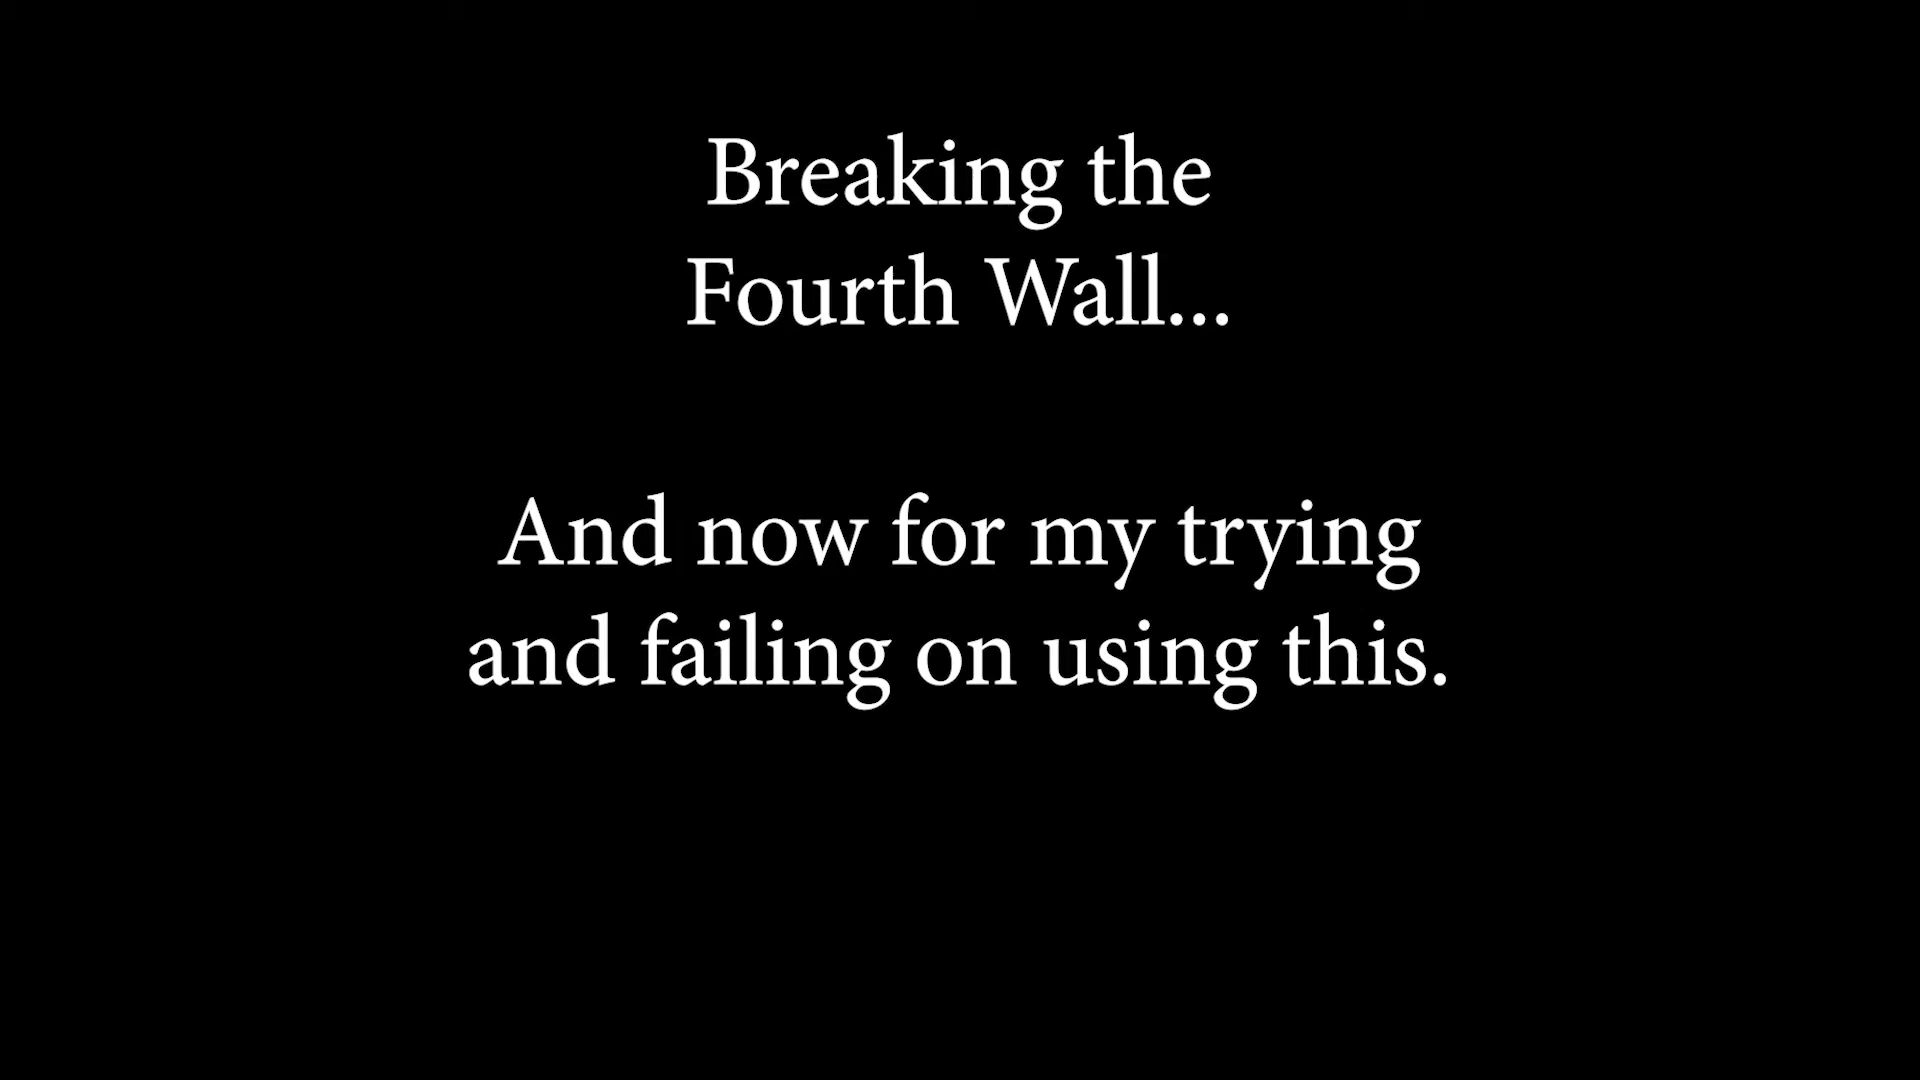 Breaking the
Fourth Wall...
And now for my trying
and failing on using this.